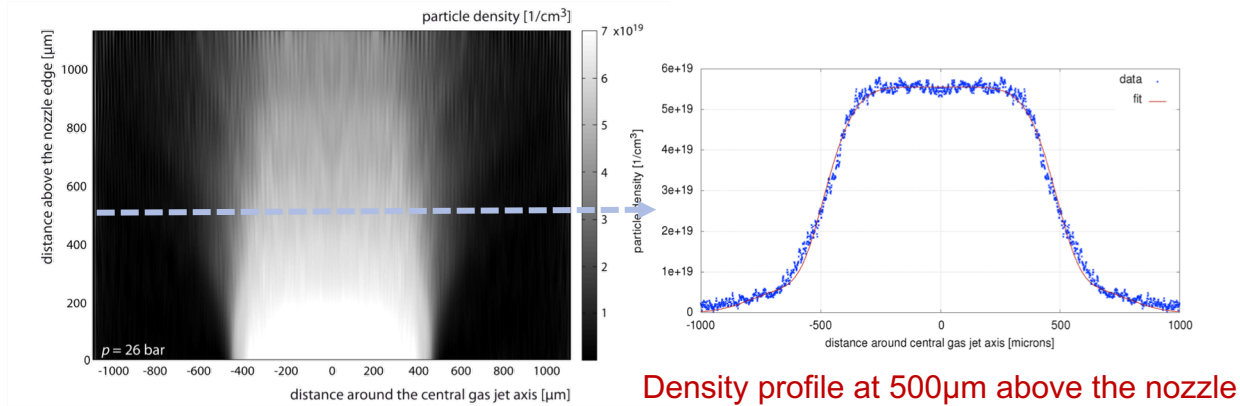 particle density [1/cm³]
7 x10¹⁹
6
5
4
3
2
1
distance above the nozzle edge [µm]
1000
800
600
400
200
0
p = 26 bar
-1000 -800 -600 -400 -200 0 200 400 600 800 1000
distance around the central gas jet axis [µm]
particle density [1/cm³]
6e+19
5e+19
4e+19
3e+19
2e+19
1e+19
0
data
fit
-1000 -500 0 500 1000
distance around central gas jet axis [microns]
Density profile at 500µm above the nozzle